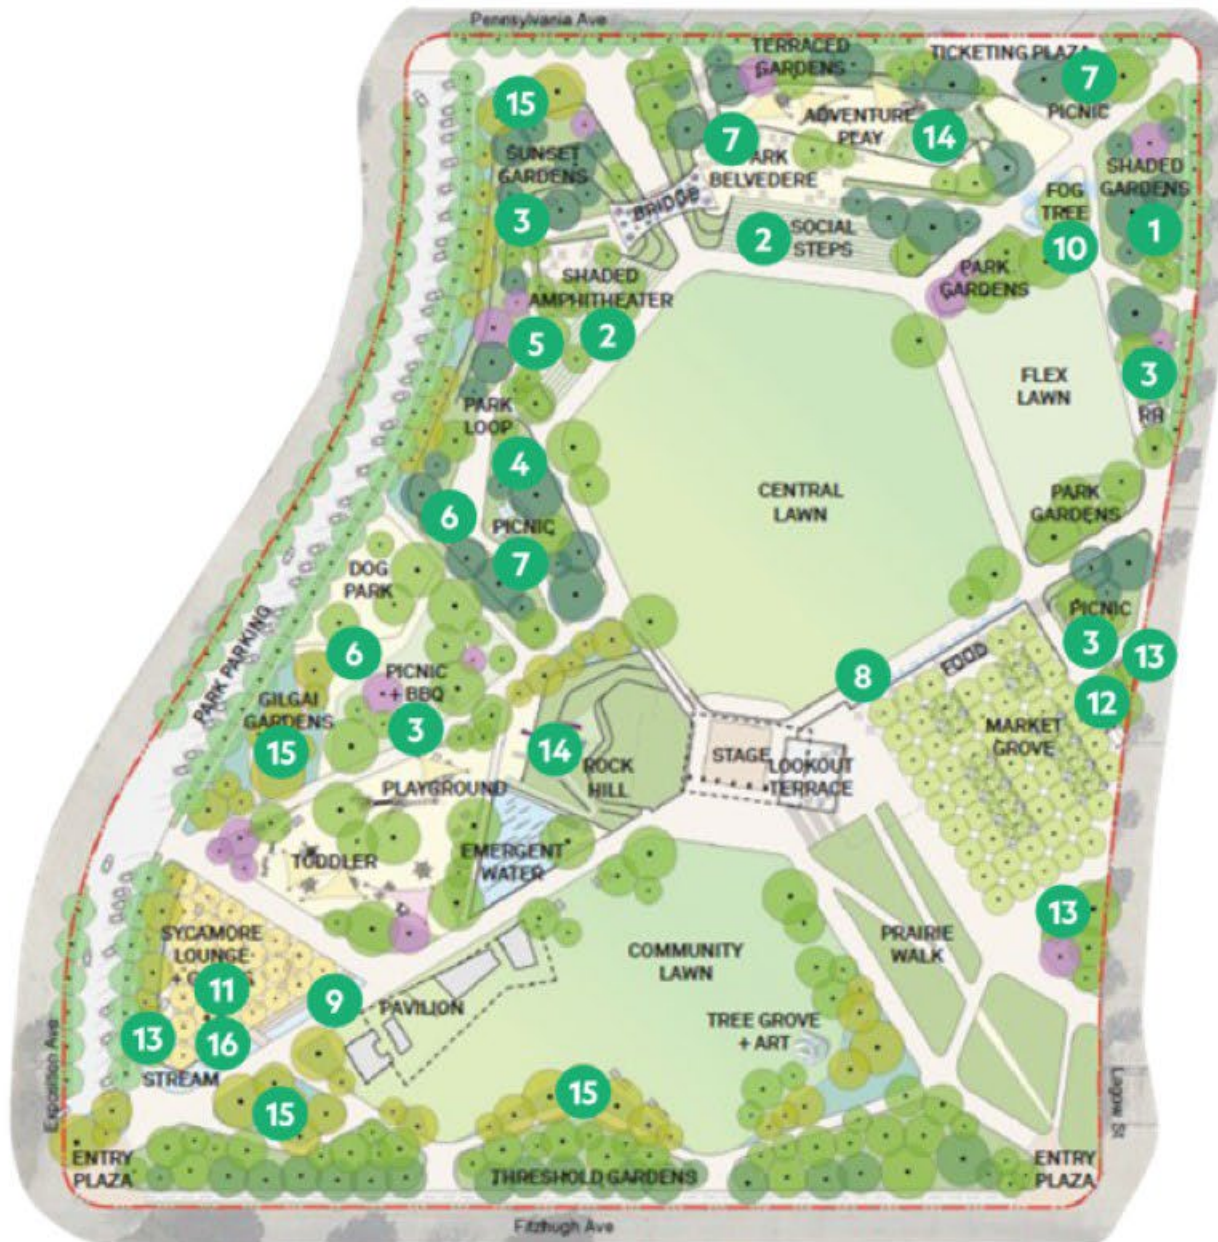 Pennsylvania Ave
TERRACED
GARDENS
TICKETING PLAZA
7
PICNIC
15
ADVENTURE
PLAY
14
7
SUNSET
GARDENS
PARK
BELVEDERE
SHADED
GARDENS
FOG
TREE
BRIDGE
3
2
SOCIAL
STEPS
10
1
SHADED
AMPHITHEATER
PARK
GARDENS
5
2
FLEX
LAWN
3
RR
PARK
LOOP
4
CENTRAL
LAWN
PARK
GARDENS
6
PICNIC
7
DOG
PARK
PICNIC
3
13
PARK PARKING
6
PICNIC
+ BBQ
8
FOOD
12
GILGAI
GARDENS
15
3
14
ROCK
HILL
STAGE
LOOKOUT
TERRACE
MARKET
GROVE
PLAYGROUND
TODDLER
EMERGENT
WATER
13
SYCAMORE
LOUNGE
+
11
9
PAVILION
COMMUNITY
LAWN
PRAIRIE
WALK
13
16
TREE GROVE
+ ART
STREAM
15
15
Exposition Ave
Lagow St
ENTRY
PLAZA
THRESHOLD GARDENS
ENTRY
PLAZA
Fitzhugh Ave